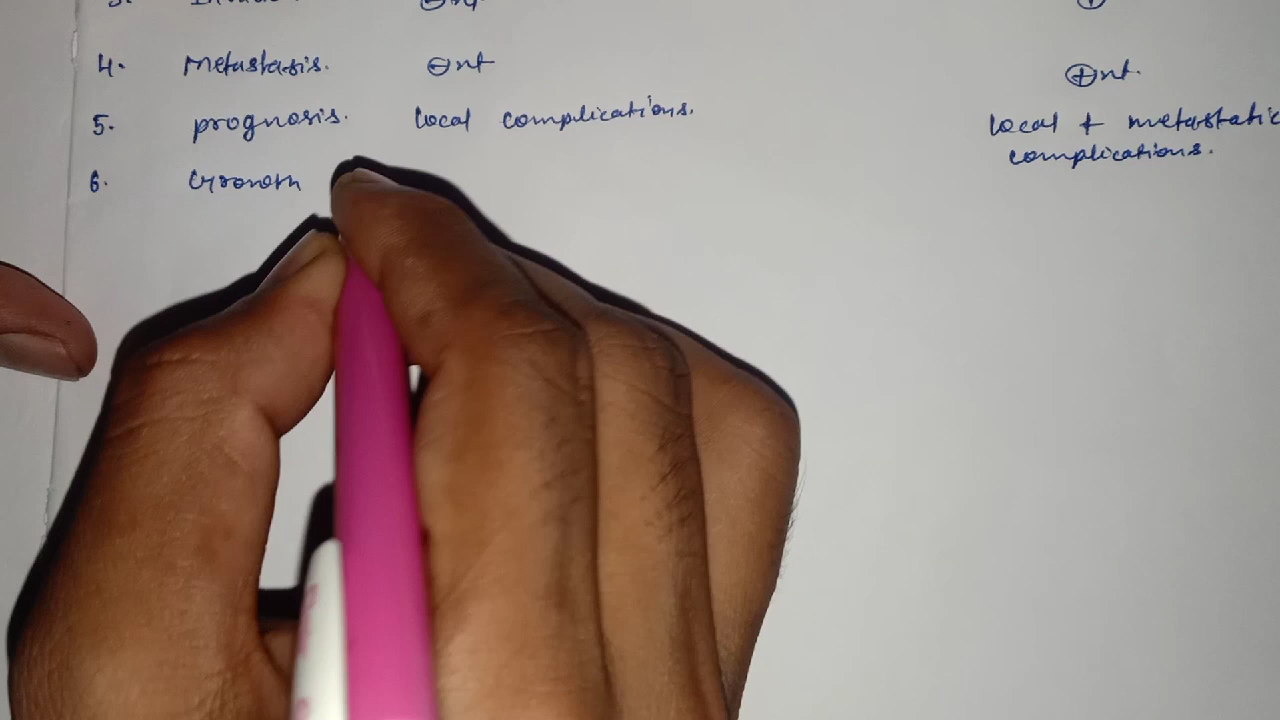 4. Metastasis. ⊖nt ⊕nt.
5. prognosis. local complications. local + metastatic
complications.
6. Growth